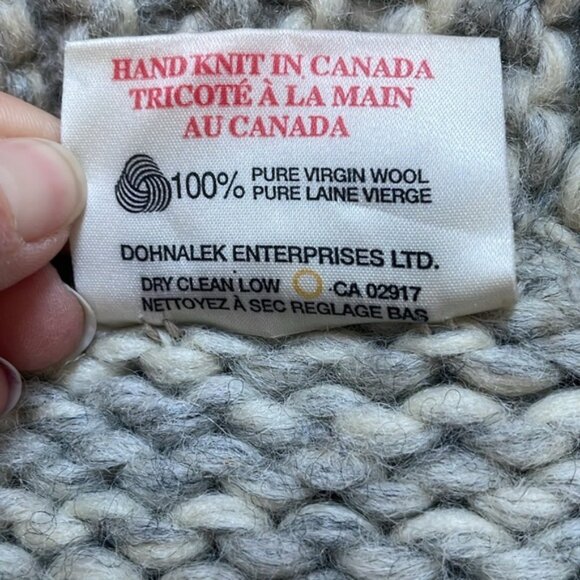 HAND KNIT IN CANADA
TRICOTÉ À LA MAIN
AU CANADA
100% PURE VIRGIN WOOL
PURE LAINE VIERGE
DOHNALEK ENTERPRISES LTD.
DRY CLEAN LOW CA 02917
NETTOYEZ À SEC REGLAGE BAS